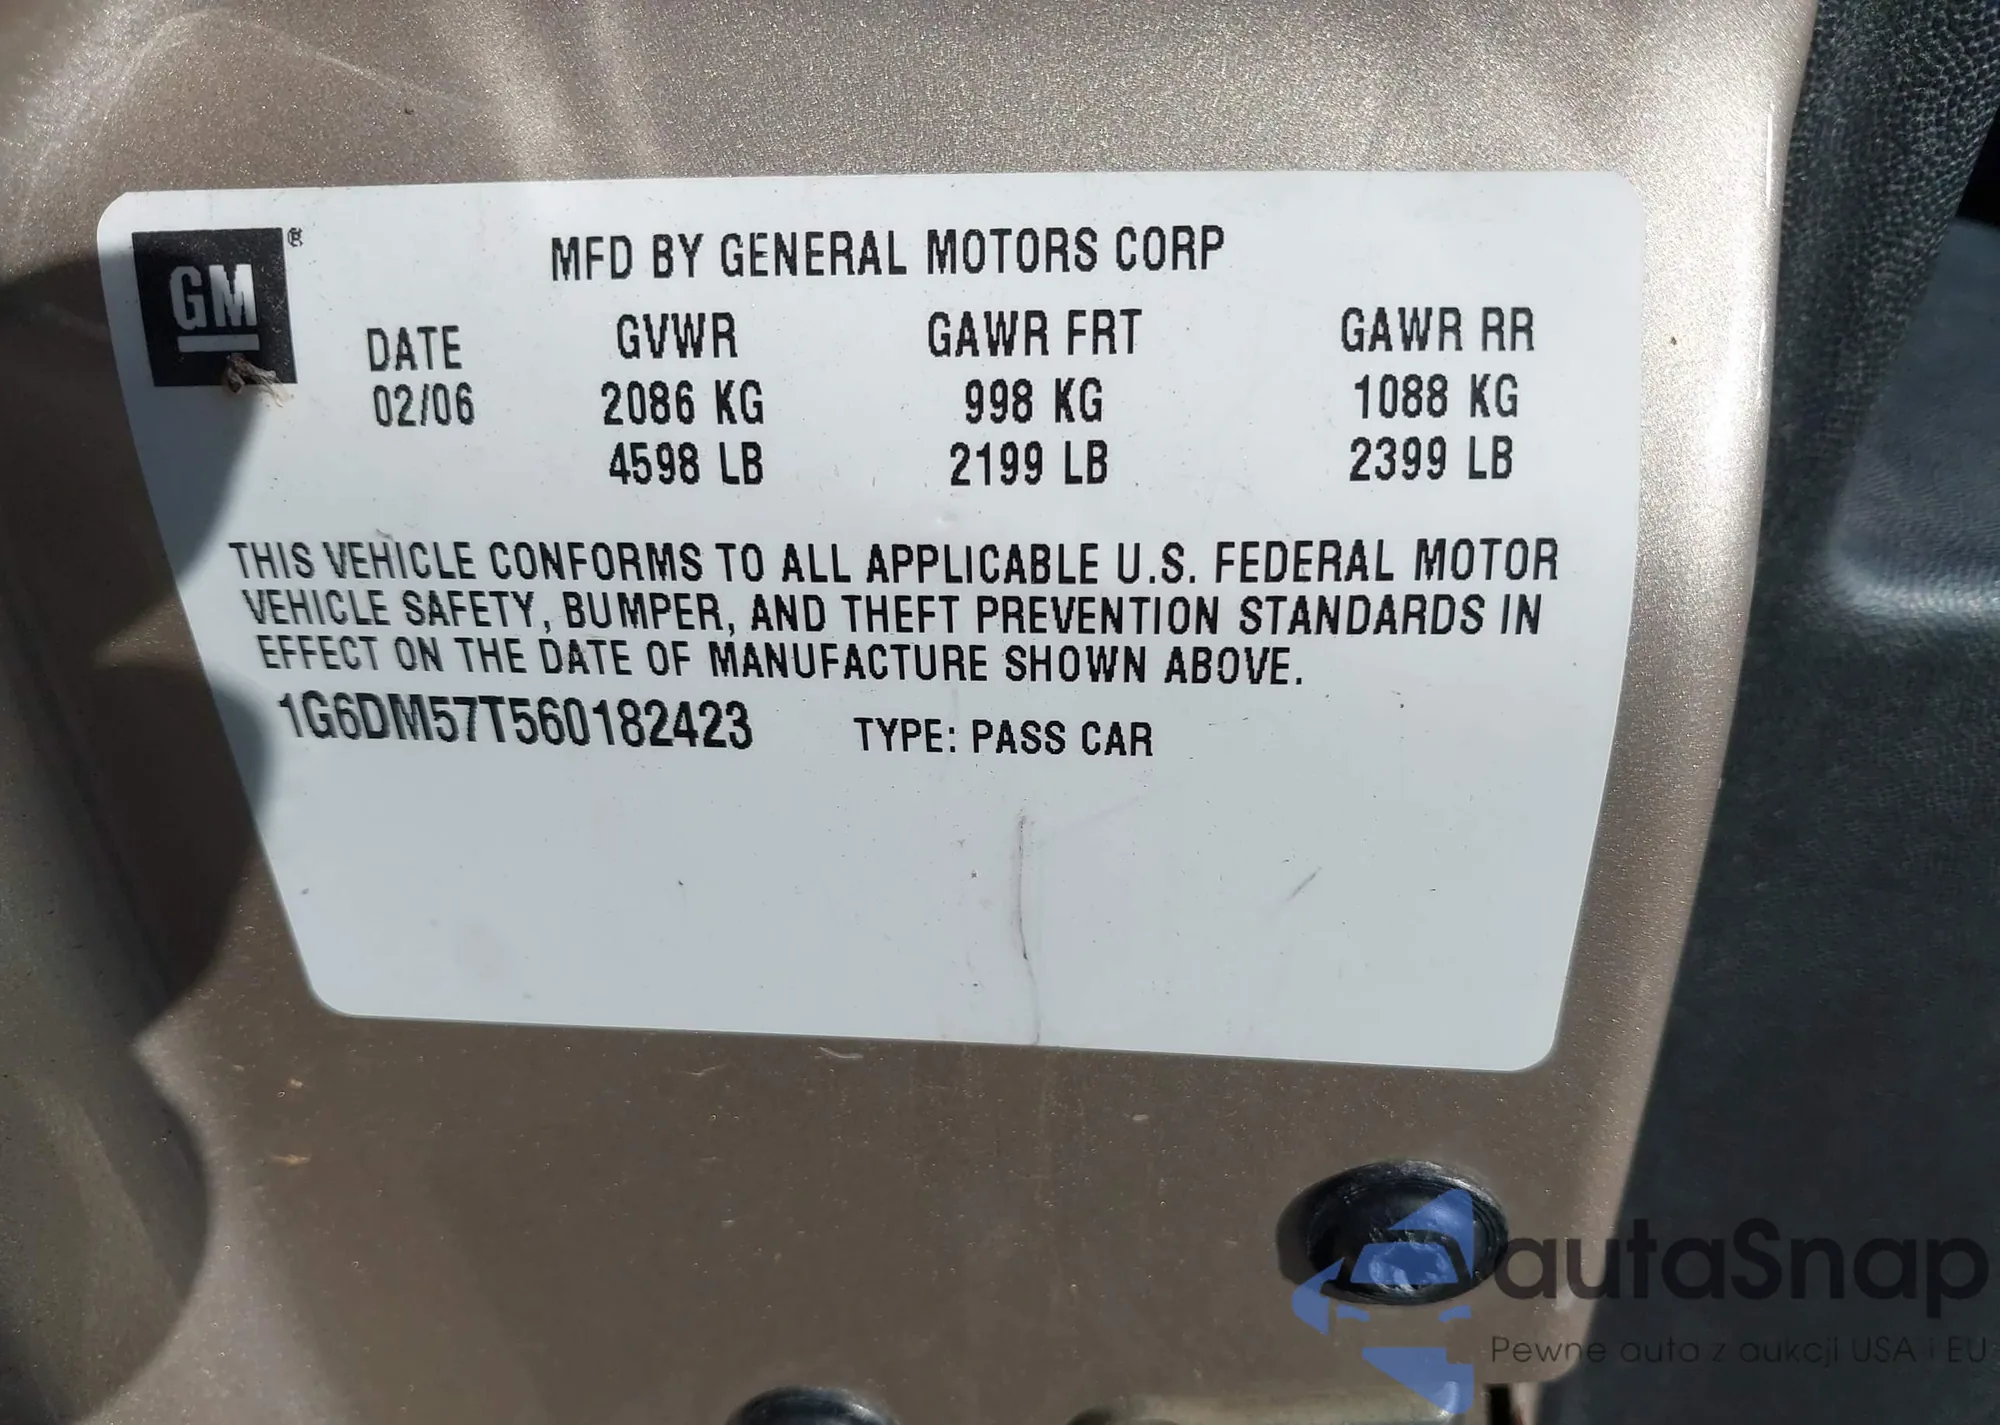 GM ®
MFD BY GENERAL MOTORS CORP
DATE GVWR GAWR FRT GAWR RR
02/06 2086 KG 998 KG 1088 KG
4598 LB 2199 LB 2399 LB
THIS VEHICLE CONFORMS TO ALL APPLICABLE U.S. FEDERAL MOTOR
VEHICLE SAFETY, BUMPER, AND THEFT PREVENTION STANDARDS IN
EFFECT ON THE DATE OF MANUFACTURE SHOWN ABOVE.
1G6DM57T560182423 TYPE: PASS CAR
autaSnap
Pewne auta z aukcji USA i EU